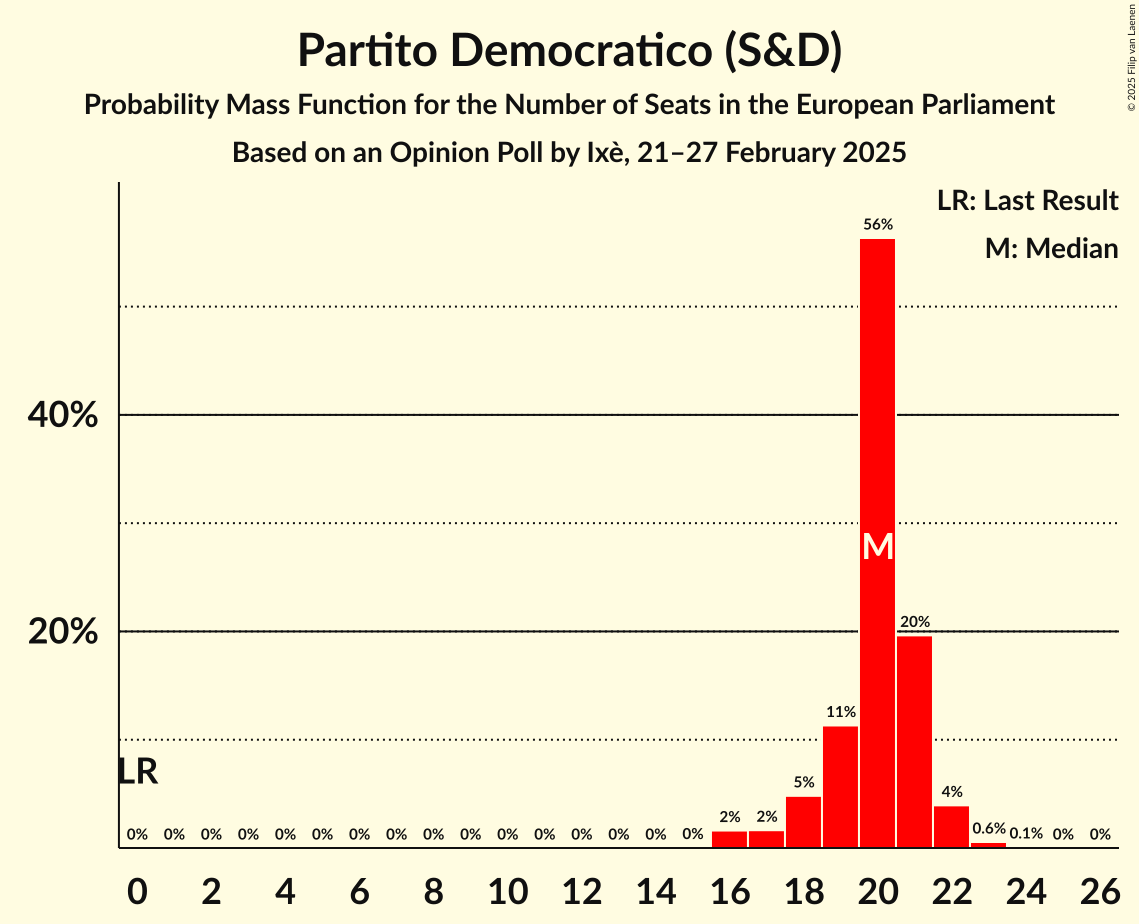 Partito Democratico (S&D)
Probability Mass Function for the Number of Seats in the European Parliament
Based on an Opinion Poll by Ixè, 21–27 February 2025
© 2025 Filip van Laenen
LR: Last Result
M: Median
56%
40%
M
20%
20%
11%
LR
5%
4%
2%
2%
0.6%
0.1%
0% 0% 0% 0% 0% 0% 0% 0% 0% 0% 0% 0% 0% 0% 0% 0% 0% 0%
0 2 4 6 8 10 12 14 16 18 20 22 24 26